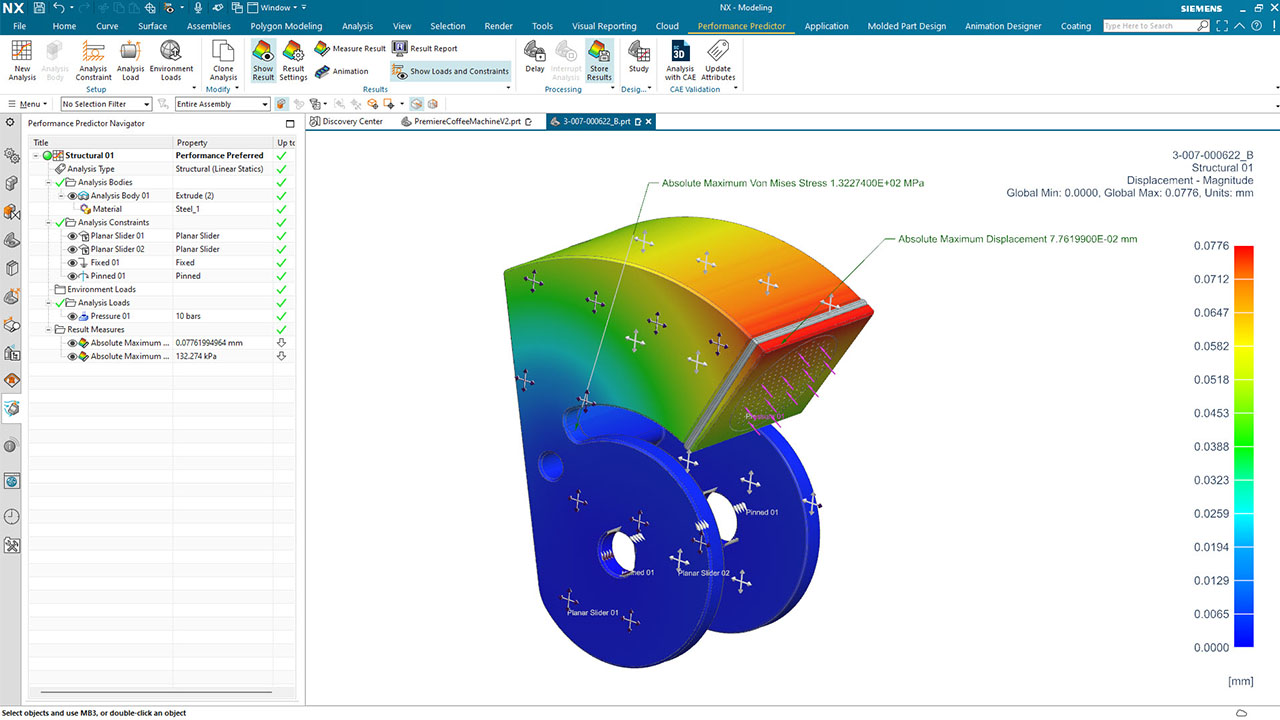 NX
Window
NX - Modeling
SIEMENS
File Home Curve Surface Assemblies Polygon Modeling Analysis View Selection Render Tools Visual Reporting Cloud Performance Predictor Application Molded Part Design Animation Designer Coating Type Here to Search
New Analysis
Analysis Body
Analysis Constraint
Analysis Load
Environment Loads
Setup
Clone Analysis
Modify
Show Result
Result Settings
Measure Result
Animation
Result Report
Show Loads and Constraints
Results
Delay
Interrupt Analysis
Store Results
Processing
Study
Desig...
SC 3D
Analysis with CAE
Update Attributes
CAE Validation
Menu No Selection Filter Entire Assembly
Performance Predictor Navigator
Discovery Center PremiereCoffeeMachineV2.prt 3-007-000622_B.prt
Title Property Up to
Structural 01 Performance Preferred
Analysis Type Structural (Linear Statics)
Analysis Bodies
Analysis Body 01 Extrude (2)
Material Steel_1
Analysis Constraints
Planar Slider 01 Planar Slider
Planar Slider 02 Planar Slider
Fixed 01 Fixed
Pinned 01 Pinned
Environment Loads
Analysis Loads
Pressure 01 10 bars
Result Measures
Absolute Maximum ... 0.07761994964 mm
Absolute Maximum ... 132.274 kPa
3-007-000622_B
Structural 01
Displacement - Magnitude
Global Min: 0.0000, Global Max: 0.0776, Units: mm
Absolute Maximum Von Mises Stress 1.3227400E+02 MPa
Absolute Maximum Displacement 7.7619900E-02 mm
Pinned 01
Planar Slider 02
Planar Slider 01
0.0776
0.0712
0.0647
0.0582
0.0518
0.0453
0.0388
0.0323
0.0259
0.0194
0.0129
0.0065
0.0000
[mm]
Select objects and use MB3, or double-click an object